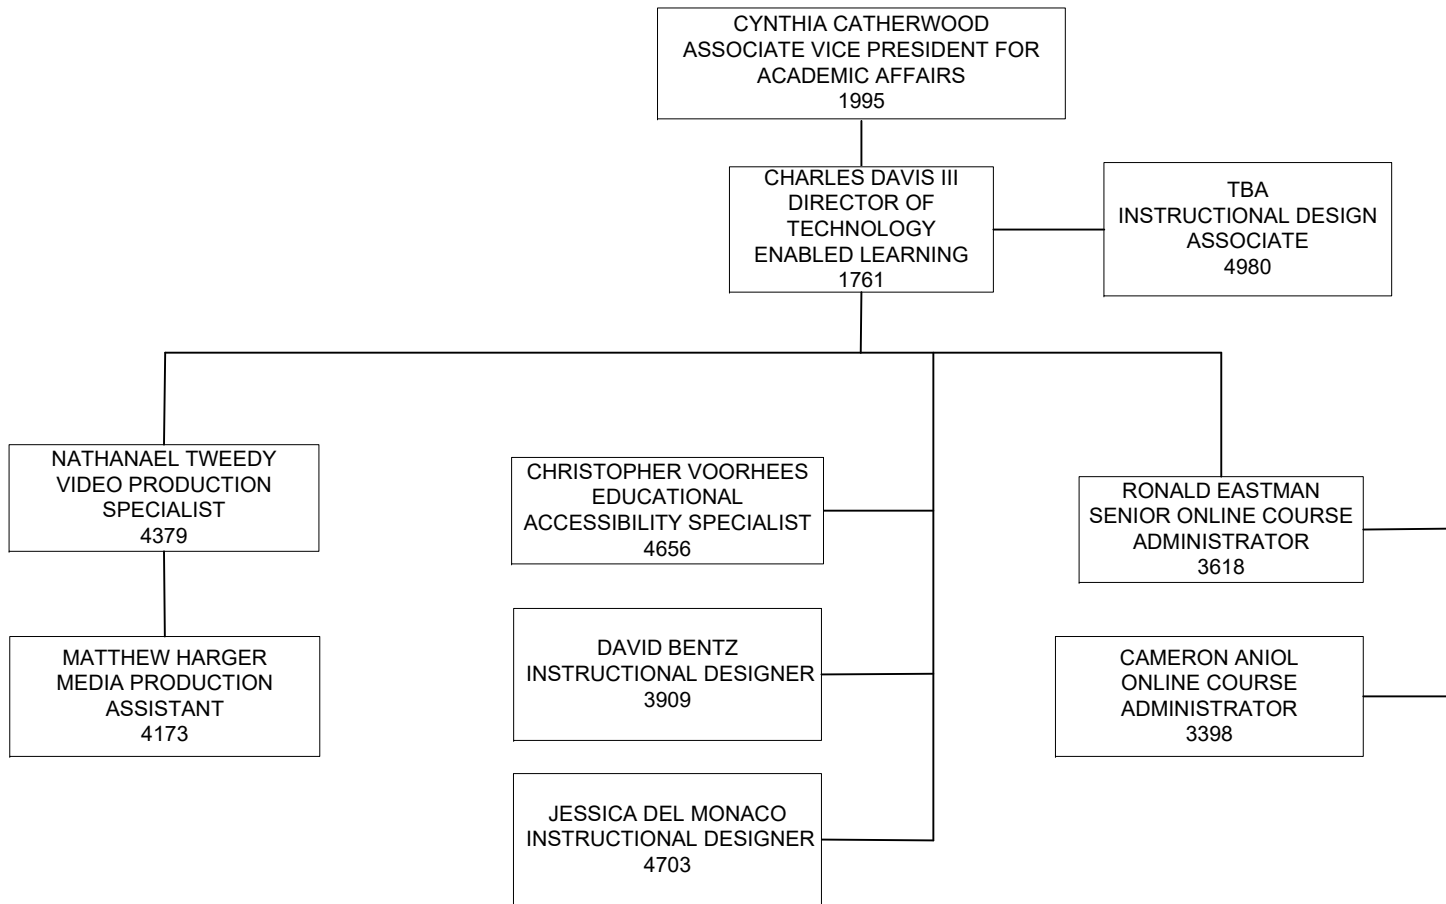 CYNTHIA CATHERWOOD
ASSOCIATE VICE PRESIDENT FOR
ACADEMIC AFFAIRS
1995
CHARLES DAVIS III
DIRECTOR OF
TECHNOLOGY
ENABLED LEARNING
1761
TBA
INSTRUCTIONAL DESIGN
ASSOCIATE
4980
NATHANAEL TWEEDY
VIDEO PRODUCTION
SPECIALIST
4379
MATTHEW HARGER
MEDIA PRODUCTION
ASSISTANT
4173
CHRISTOPHER VOORHEES
EDUCATIONAL
ACCESSIBILITY SPECIALIST
4656
DAVID BENTZ
INSTRUCTIONAL DESIGNER
3909
JESSICA DEL MONACO
INSTRUCTIONAL DESIGNER
4703
RONALD EASTMAN
SENIOR ONLINE COURSE
ADMINISTRATOR
3618
CAMERON ANIOL
ONLINE COURSE
ADMINISTRATOR
3398